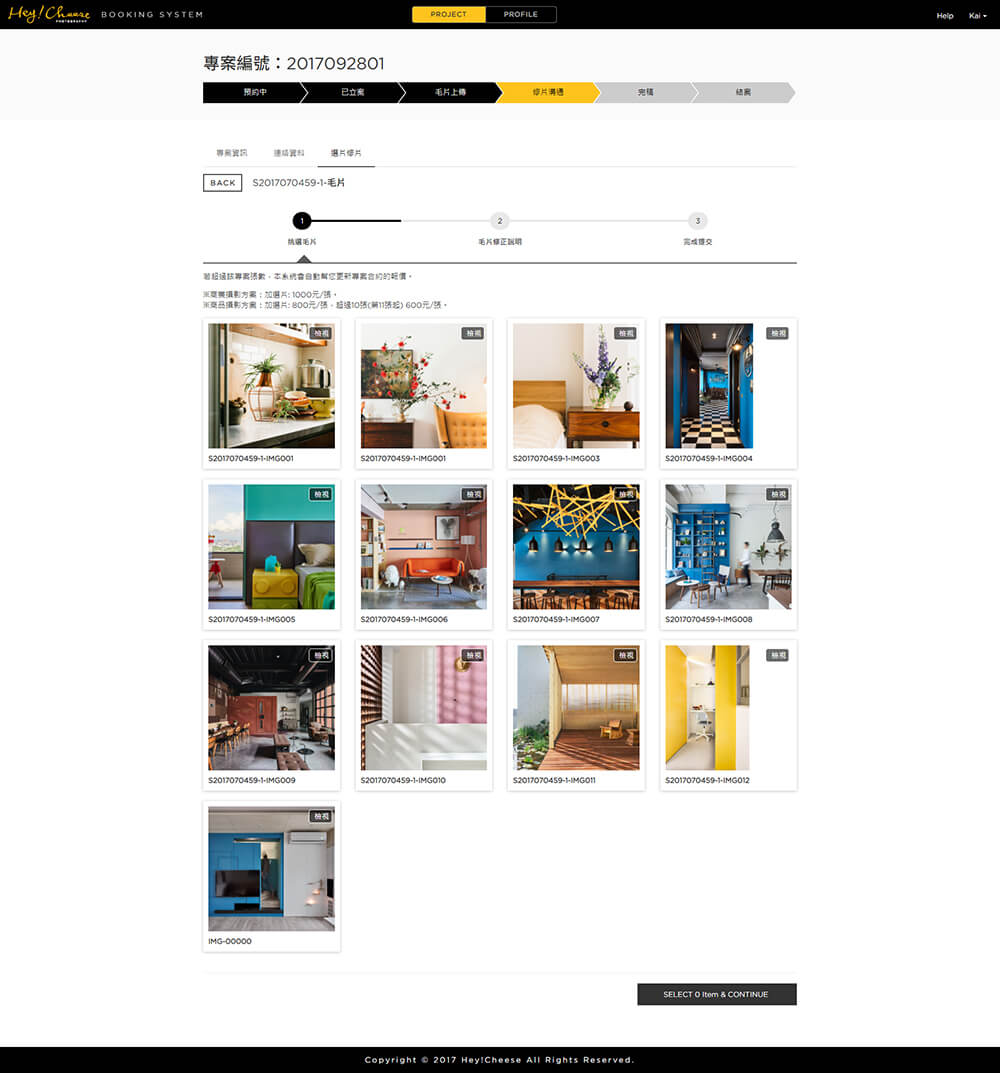 Hey! Cheese
PHOTOGRAPHY
BOOKING SYSTEM
PROJECT
PROFILE
Help
Kai
專案編號：2017092801
預約中
已立案
毛片上傳
修片溝通
完稿
結案
專案資訊
連絡資料
選片修片
BACK
S2017070459-1-毛片
1
2
3
挑選毛片
毛片修正說明
完成提交
若超過該專案張數，本系統會自動幫您更新專案合約的報價。
※商業攝影方案：加選片: 1000元/張。
※商品攝影方案：加選片: 800元/張，超過10張(第11張起) 600元/張。
檢視
檢視
檢視
檢視
S2017070459-1-IMG001
S2017070459-1-IMG001
S2017070459-1-IMG003
S2017070459-1-IMG004
檢視
檢視
檢視
檢視
S2017070459-1-IMG005
S2017070459-1-IMG006
S2017070459-1-IMG007
S2017070459-1-IMG008
檢視
檢視
檢視
檢視
S2017070459-1-IMG009
S2017070459-1-IMG010
S2017070459-1-IMG011
S2017070459-1-IMG012
檢視
IMG-00000
SELECT 0 Item & CONTINUE
Copyright © 2017 Hey!Cheese All Rights Reserved.